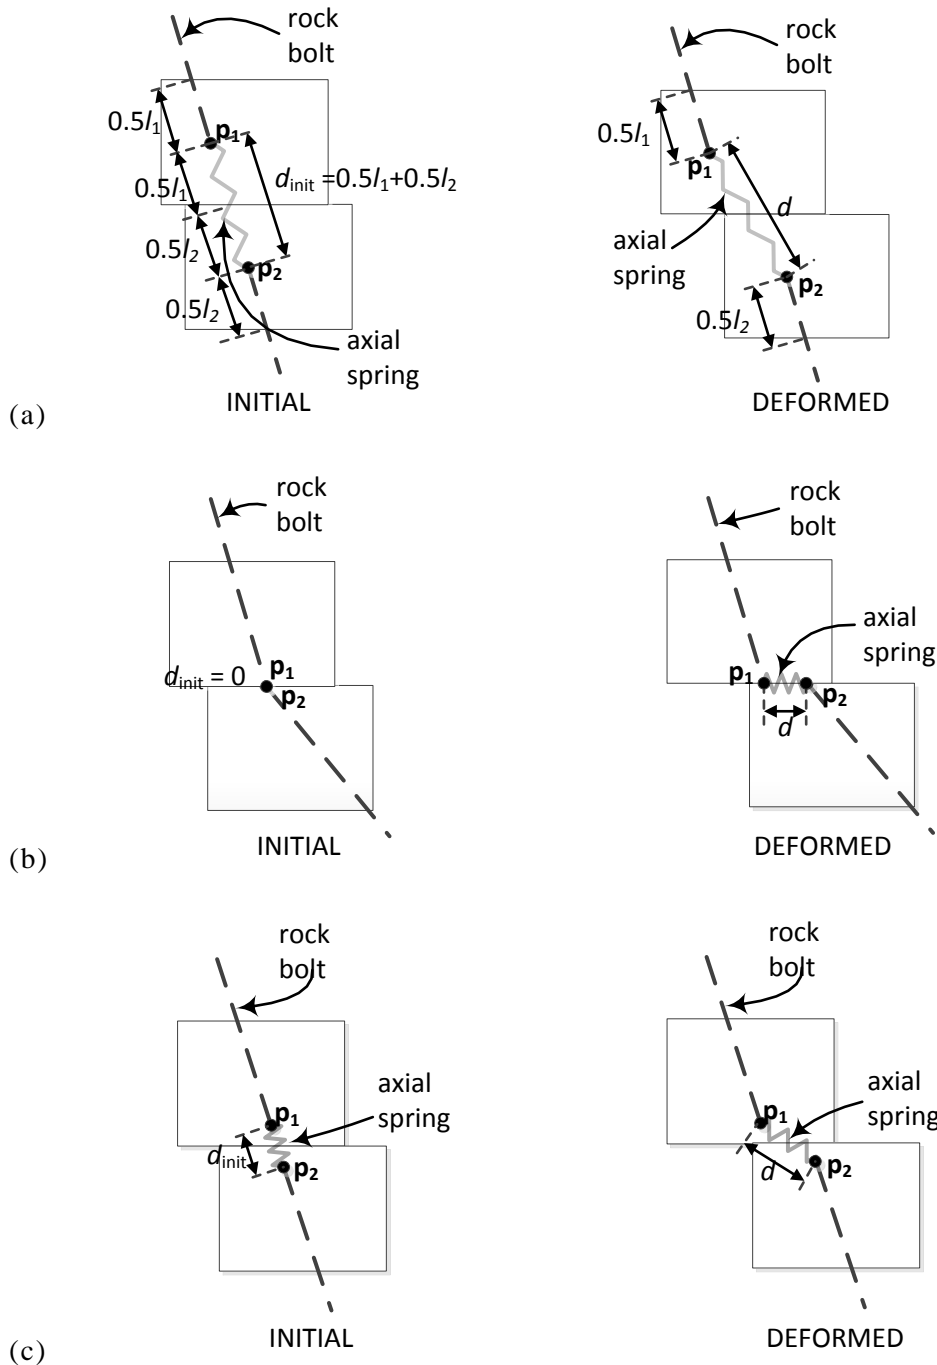 rock
bolt
0.5l₁
p₁
0.5l₁
d_init =0.5l₁+0.5l₂
0.5l₂
p₂
0.5l₂
axial
spring
INITIAL
rock
bolt
0.5l₁
p₁
d
axial
spring
p₂
0.5l₂
DEFORMED
(a)
rock
bolt
d_init = 0
p₁
p₂
INITIAL
rock
bolt
axial
spring
p₁
p₂
d
DEFORMED
(b)
rock
bolt
p₁
axial
spring
d_init
p₂
INITIAL
rock
bolt
p₁
axial
spring
d
p₂
DEFORMED
(c)